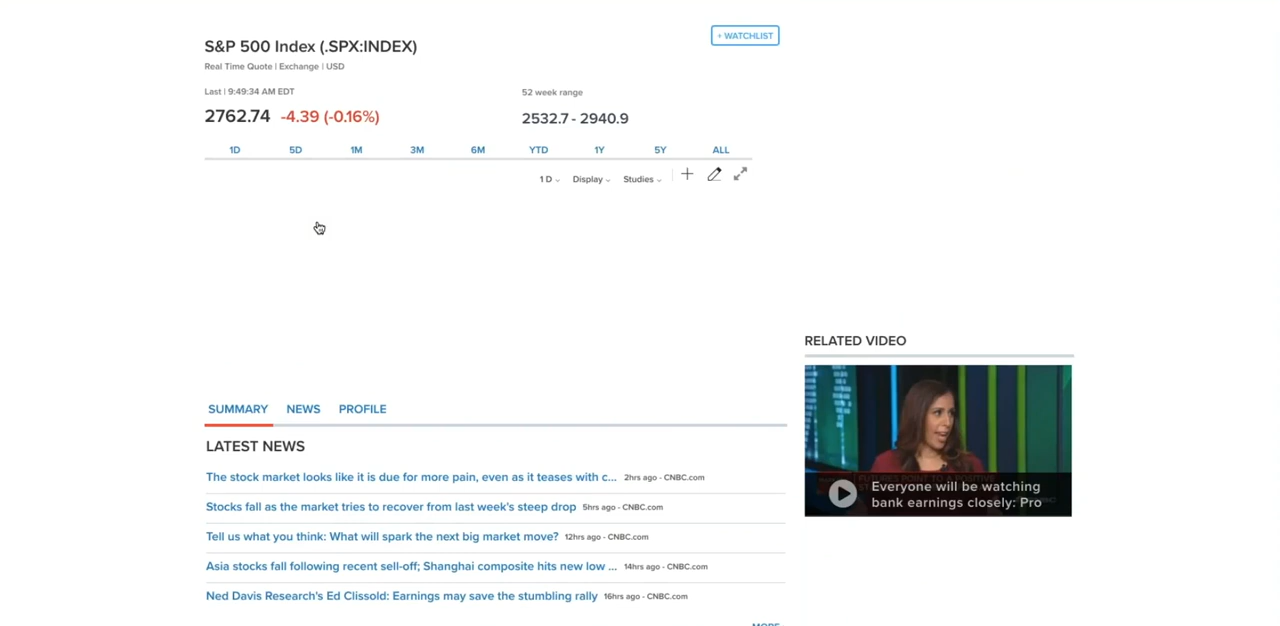 S&P 500 Index (.SPX:INDEX)
+ WATCHLIST
Real Time Quote | Exchange | USD
Last | 9:49:34 AM EDT
52 week range
2762.74 -4.39 (-0.16%)
2532.7 - 2940.9
1D 5D 1M 3M 6M YTD 1Y 5Y ALL
1 D Display Studies
RELATED VIDEO
SUMMARY NEWS PROFILE
LATEST NEWS
The stock market looks like it is due for more pain, even as it teases with c... 2hrs ago - CNBC.com
Stocks fall as the market tries to recover from last week's steep drop 5hrs ago - CNBC.com
Tell us what you think: What will spark the next big market move? 12hrs ago - CNBC.com
Asia stocks fall following recent sell-off; Shanghai composite hits new low ... 14hrs ago - CNBC.com
Ned Davis Research's Ed Clissold: Earnings may save the stumbling rally 16hrs ago - CNBC.com
Everyone will be watching
bank earnings closely: Pro